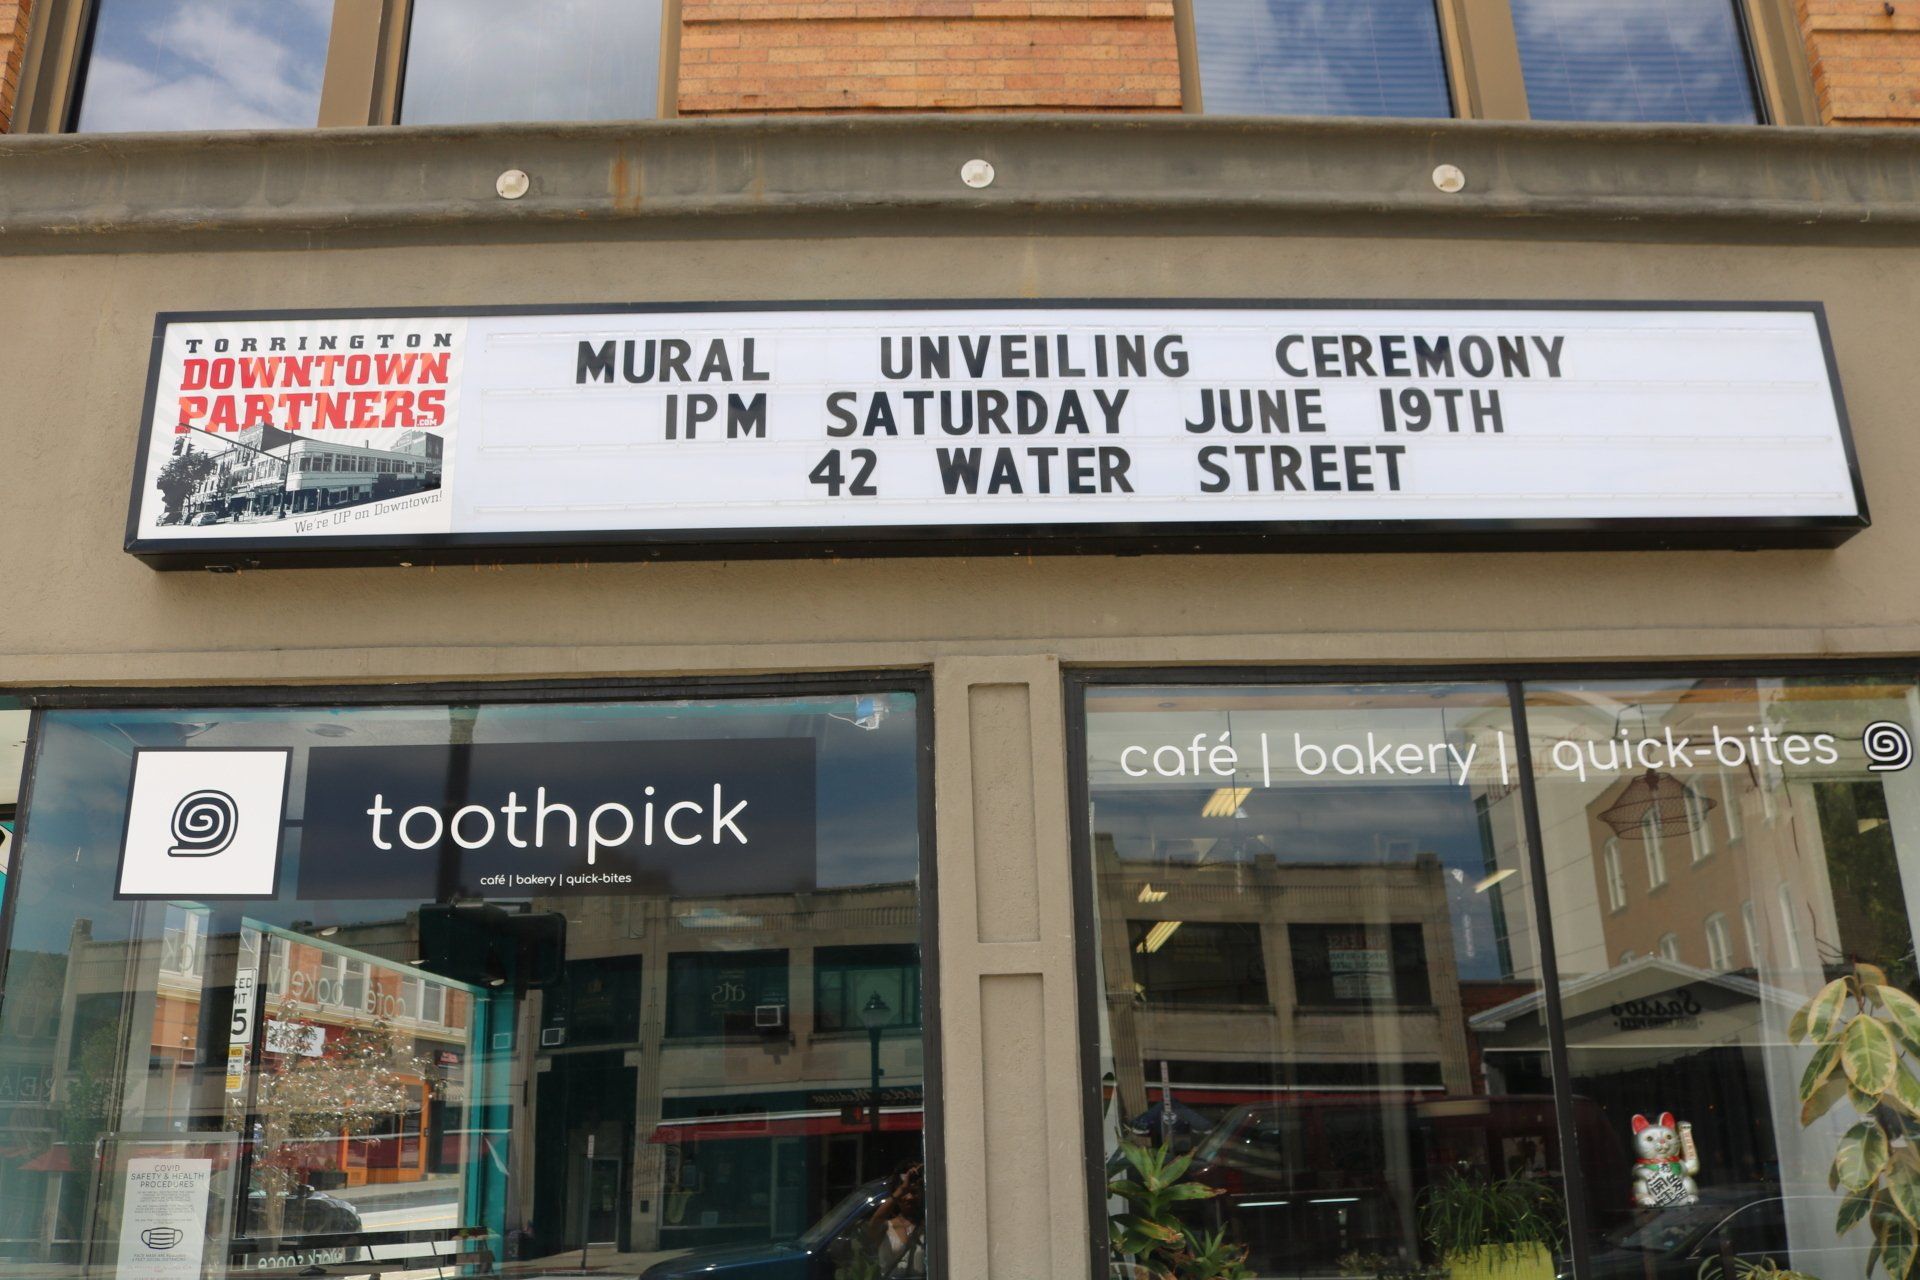 TORRINGTON
DOWNTOWN
PARTNERS
.COM
We're UP on Downtown!
MURAL UNVEILING CEREMONY
1PM SATURDAY JUNE 19TH
42 WATER STREET
toothpick
café | bakery | quick-bites
café | bakery | quick-bites
Sasso's
COVID
SAFETY & HEALTH
PROCEDURES